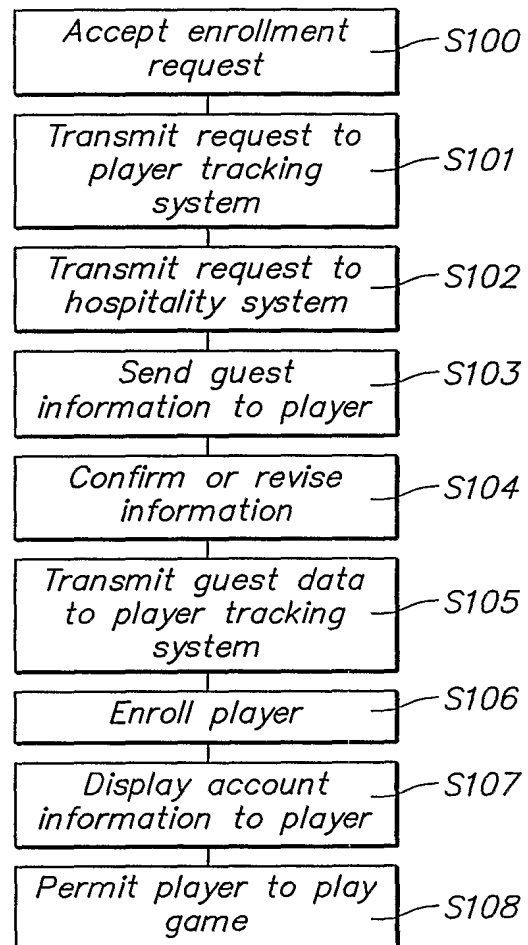 Accept enrollment
request
S100
Transmit request to
player tracking
system
S101
Transmit request to
hospitality system
S102
Send guest
information to player
S103
Confirm or revise
information
S104
Transmit guest data
to player tracking
system
S105
Enroll player
S106
Display account
information to player
S107
Permit player to play
game
S108